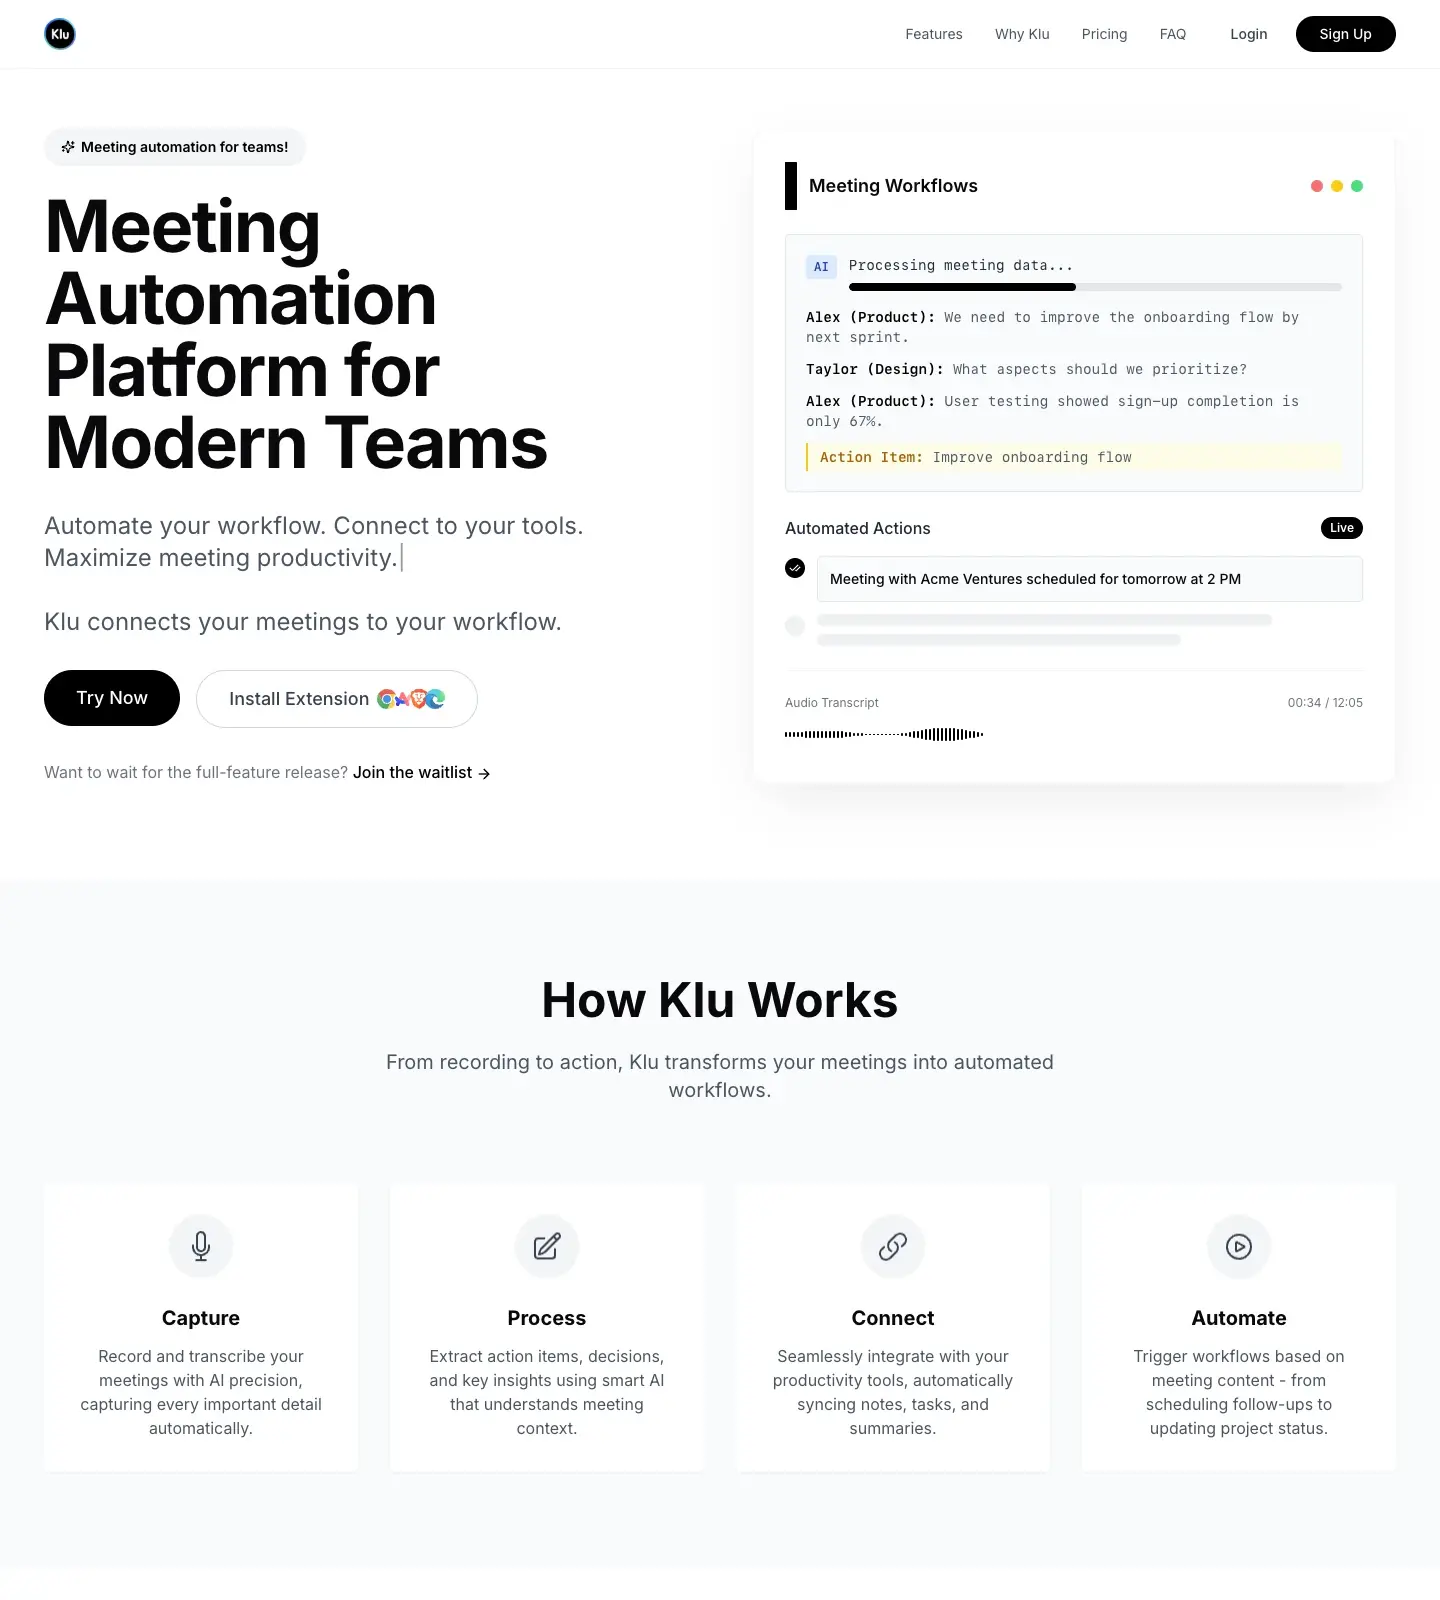 Klu
Features
Why Klu
Pricing
FAQ
Login
Sign Up
Meeting automation for teams!
Meeting
Automation
Platform for
Modern Teams
Automate your workflow. Connect to your tools.
Maximize meeting productivity.
Klu connects your meetings to your workflow.
Try Now
Install Extension
Want to wait for the full-feature release? Join the waitlist →
Meeting Workflows
AI
Processing meeting data...
Alex (Product): We need to improve the onboarding flow by
next sprint.
Taylor (Design): What aspects should we prioritize?
Alex (Product): User testing showed sign-up completion is
only 67%.
Action Item: Improve onboarding flow
Automated Actions
Live
Meeting with Acme Ventures scheduled for tomorrow at 2 PM
Audio Transcript
00:34 / 12:05
How Klu Works
From recording to action, Klu transforms your meetings into automated
workflows.
Capture
Record and transcribe your
meetings with AI precision,
capturing every important detail
automatically.
Process
Extract action items, decisions,
and key insights using smart AI
that understands meeting
context.
Connect
Seamlessly integrate with your
productivity tools, automatically
syncing notes, tasks, and
summaries.
Automate
Trigger workflows based on
meeting content - from
scheduling follow-ups to
updating project status.